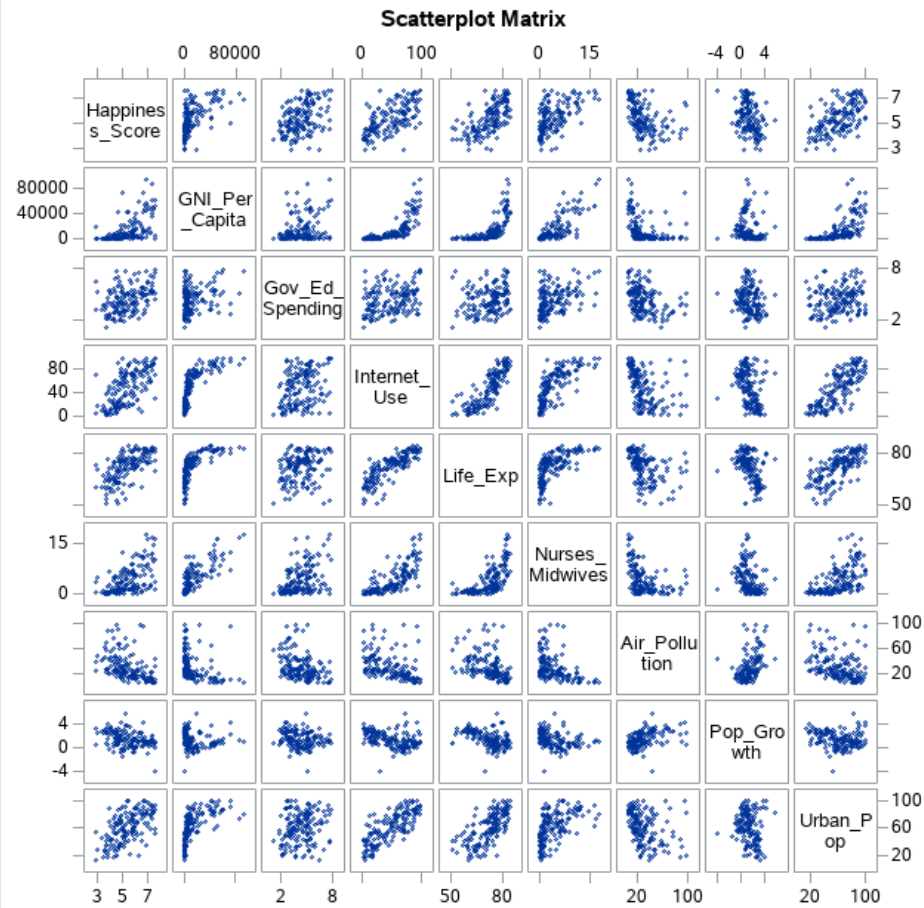 Scatterplot Matrix
0 80000 0 100 0 15 -4 0 4
Happines
s_Score
7
5
3
80000
40000
0
GNI_Per
_Capita
Gov_Ed_
Spending
8
2
80
40
0
Internet_
Use
Life_Exp
80
50
15
0
Nurses_
Midwives
Air_Pollu
tion
100
60
20
4
0
-4
Pop_Gro
wth
Urban_P
op
100
60
20
3 5 7 2 8 50 80 20 100 20 100